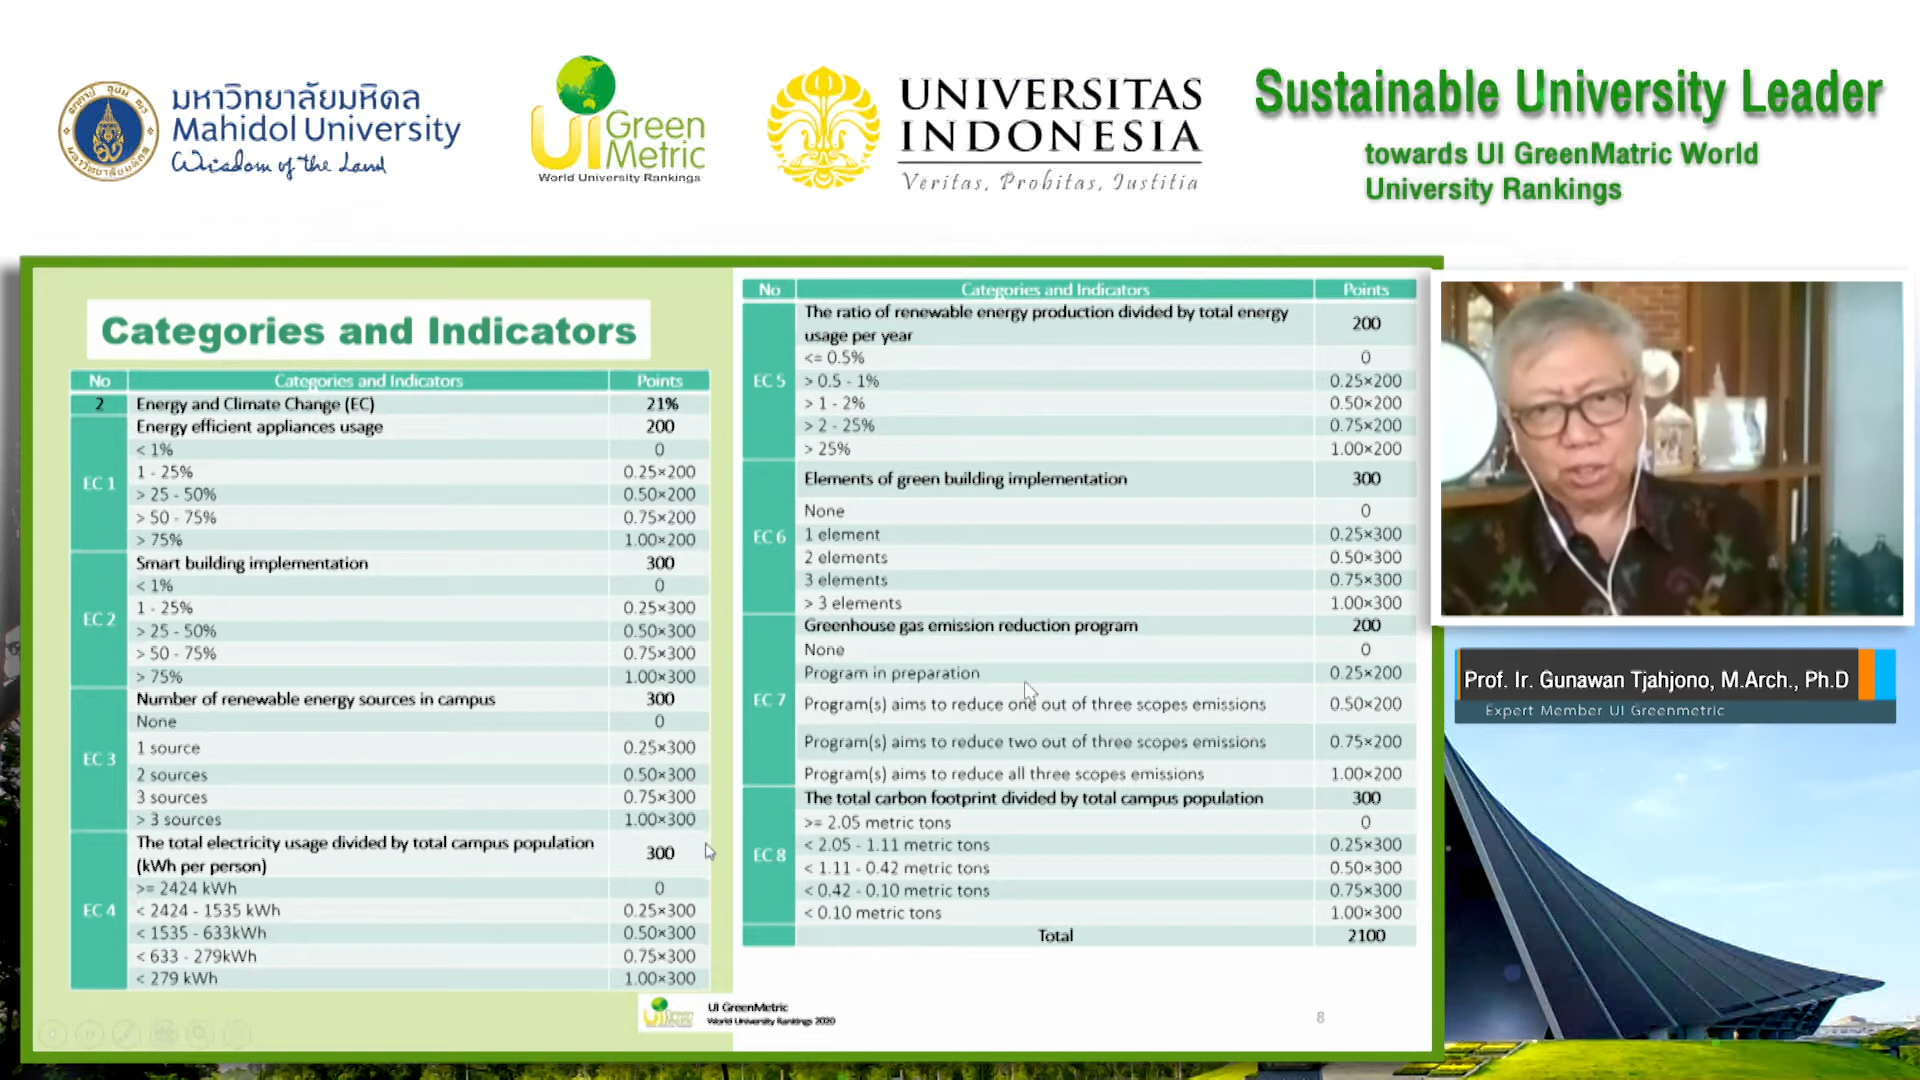 มหาวิทยาลัยมหิดล
Mahidol University
Wisdom of the Land
UI Green
Metric
World University Rankings
UNIVERSITAS
INDONESIA
Veritas, Probitas, Iustitia
Sustainable University Leader
towards UI GreenMatric World
University Rankings
Categories and Indicators
No Categories and Indicators Points
2 Energy and Climate Change (EC) 21%
EC 1
Energy efficient appliances usage 200
< 1% 0
1 - 25% 0.25×200
> 25 - 50% 0.50×200
> 50 - 75% 0.75×200
> 75% 1.00×200
EC 2
Smart building implementation 300
< 1% 0
1 - 25% 0.25×300
> 25 - 50% 0.50×300
> 50 - 75% 0.75×300
> 75% 1.00×300
EC 3
Number of renewable energy sources in campus 300
None 0
1 source 0.25×300
2 sources 0.50×300
3 sources 0.75×300
> 3 sources 1.00×300
EC 4
The total electricity usage divided by total campus population
(kWh per person) 300
>= 2424 kWh 0
< 2424 - 1535 kWh 0.25×300
< 1535 - 633kWh 0.50×300
< 633 - 279kWh 0.75×300
< 279 kWh 1.00×300
No Categories and Indicators Points
EC 5
The ratio of renewable energy production divided by total energy
usage per year 200
<= 0.5% 0
> 0.5 - 1% 0.25×200
> 1 - 2% 0.50×200
> 2 - 25% 0.75×200
> 25% 1.00×200
EC 6
Elements of green building implementation 300
None 0
1 element 0.25×300
2 elements 0.50×300
3 elements 0.75×300
> 3 elements 1.00×300
EC 7
Greenhouse gas emission reduction program 200
None 0
Program in preparation 0.25×200
Program(s) aims to reduce one out of three scopes emissions 0.50×200
Program(s) aims to reduce two out of three scopes emissions 0.75×200
Program(s) aims to reduce all three scopes emissions 1.00×200
EC 8
The total carbon footprint divided by total campus population 300
>= 2.05 metric tons 0
< 2.05 - 1.11 metric tons 0.25×300
< 1.11 - 0.42 metric tons 0.50×300
< 0.42 - 0.10 metric tons 0.75×300
< 0.10 metric tons 1.00×300
Total 2100
UI GreenMetric
World University Rankings 2020
8
Prof. Ir. Gunawan Tjahjono, M.Arch., Ph.D
Expert Member UI Greenmetric